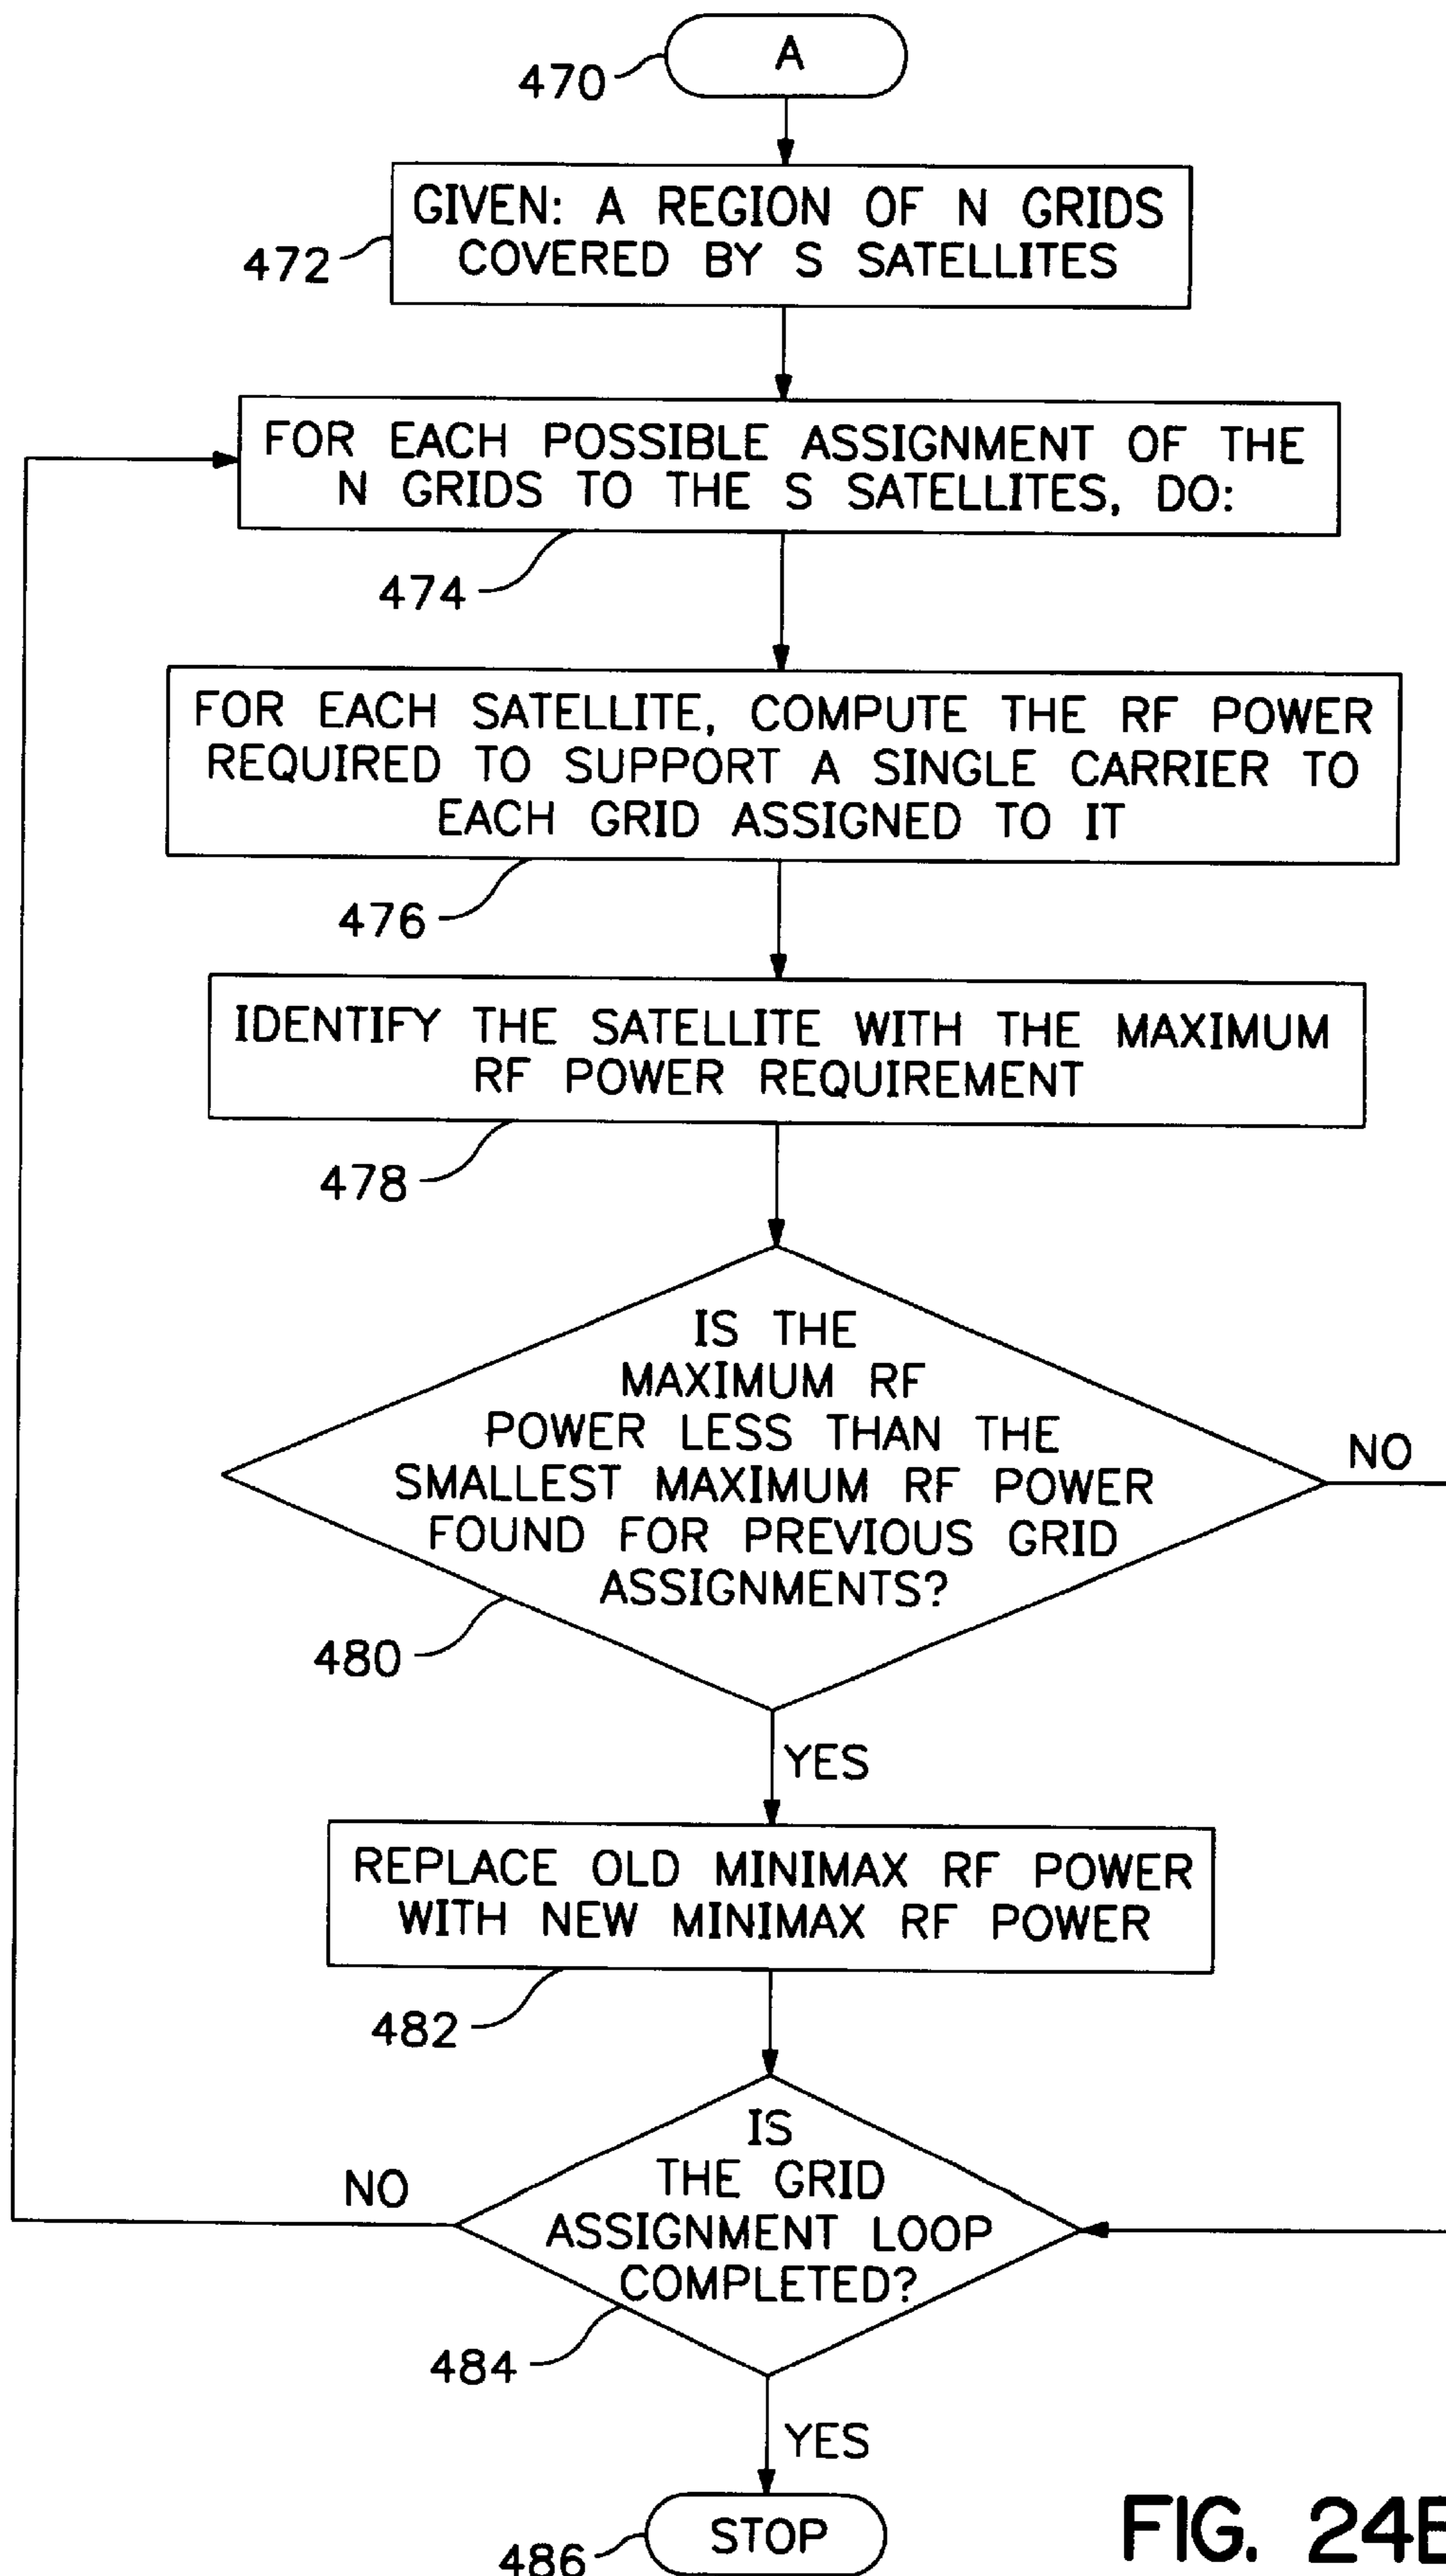 A
470
GIVEN: A REGION OF N GRIDS
COVERED BY S SATELLITES
472
FOR EACH POSSIBLE ASSIGNMENT OF THE
N GRIDS TO THE S SATELLITES, DO:
474
FOR EACH SATELLITE, COMPUTE THE RF POWER
REQUIRED TO SUPPORT A SINGLE CARRIER TO
EACH GRID ASSIGNED TO IT
476
IDENTIFY THE SATELLITE WITH THE MAXIMUM
RF POWER REQUIREMENT
478
IS THE
MAXIMUM RF
POWER LESS THAN THE
SMALLEST MAXIMUM RF POWER
FOUND FOR PREVIOUS GRID
ASSIGNMENTS?
NO
480
YES
REPLACE OLD MINIMAX RF POWER
WITH NEW MINIMAX RF POWER
482
IS
THE GRID
ASSIGNMENT LOOP
COMPLETED?
NO
484
YES
STOP
486
FIG. 24B